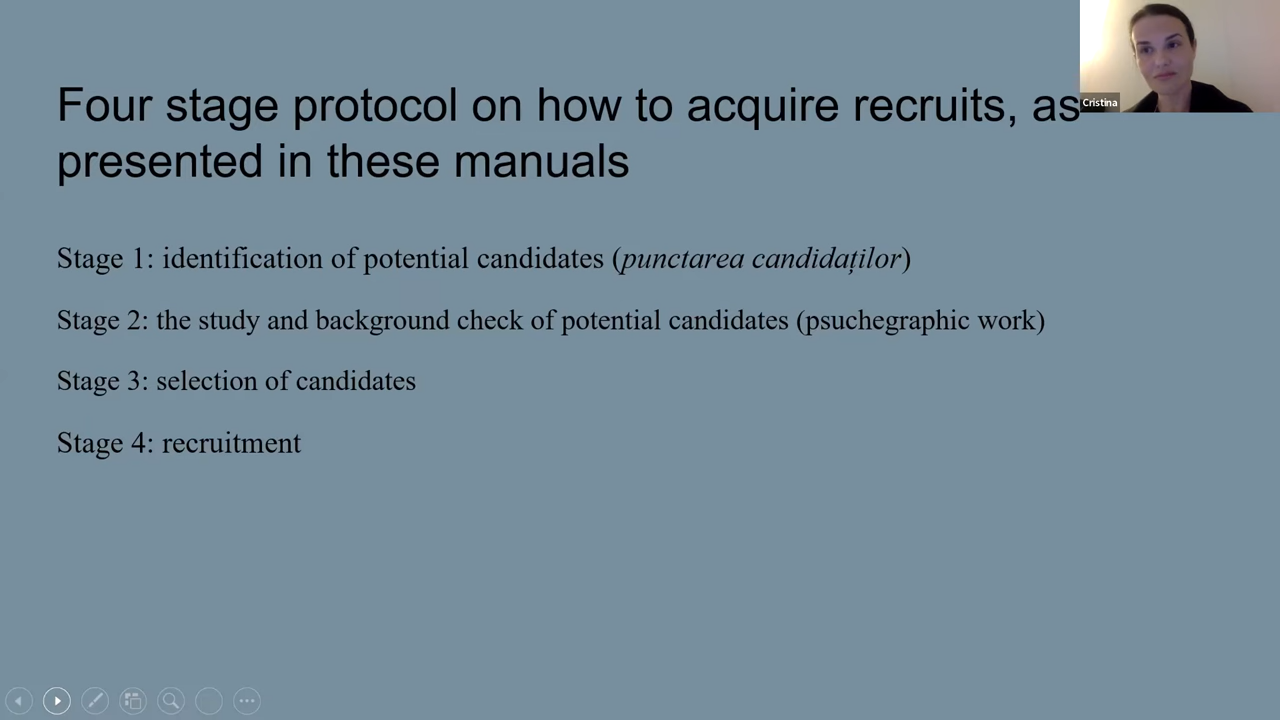 Four stage protocol on how to acquire recruits, as
presented in these manuals
Cristina
Stage 1: identification of potential candidates (punctarea candidaților)
Stage 2: the study and background check of potential candidates (psuchegraphic work)
Stage 3: selection of candidates
Stage 4: recruitment